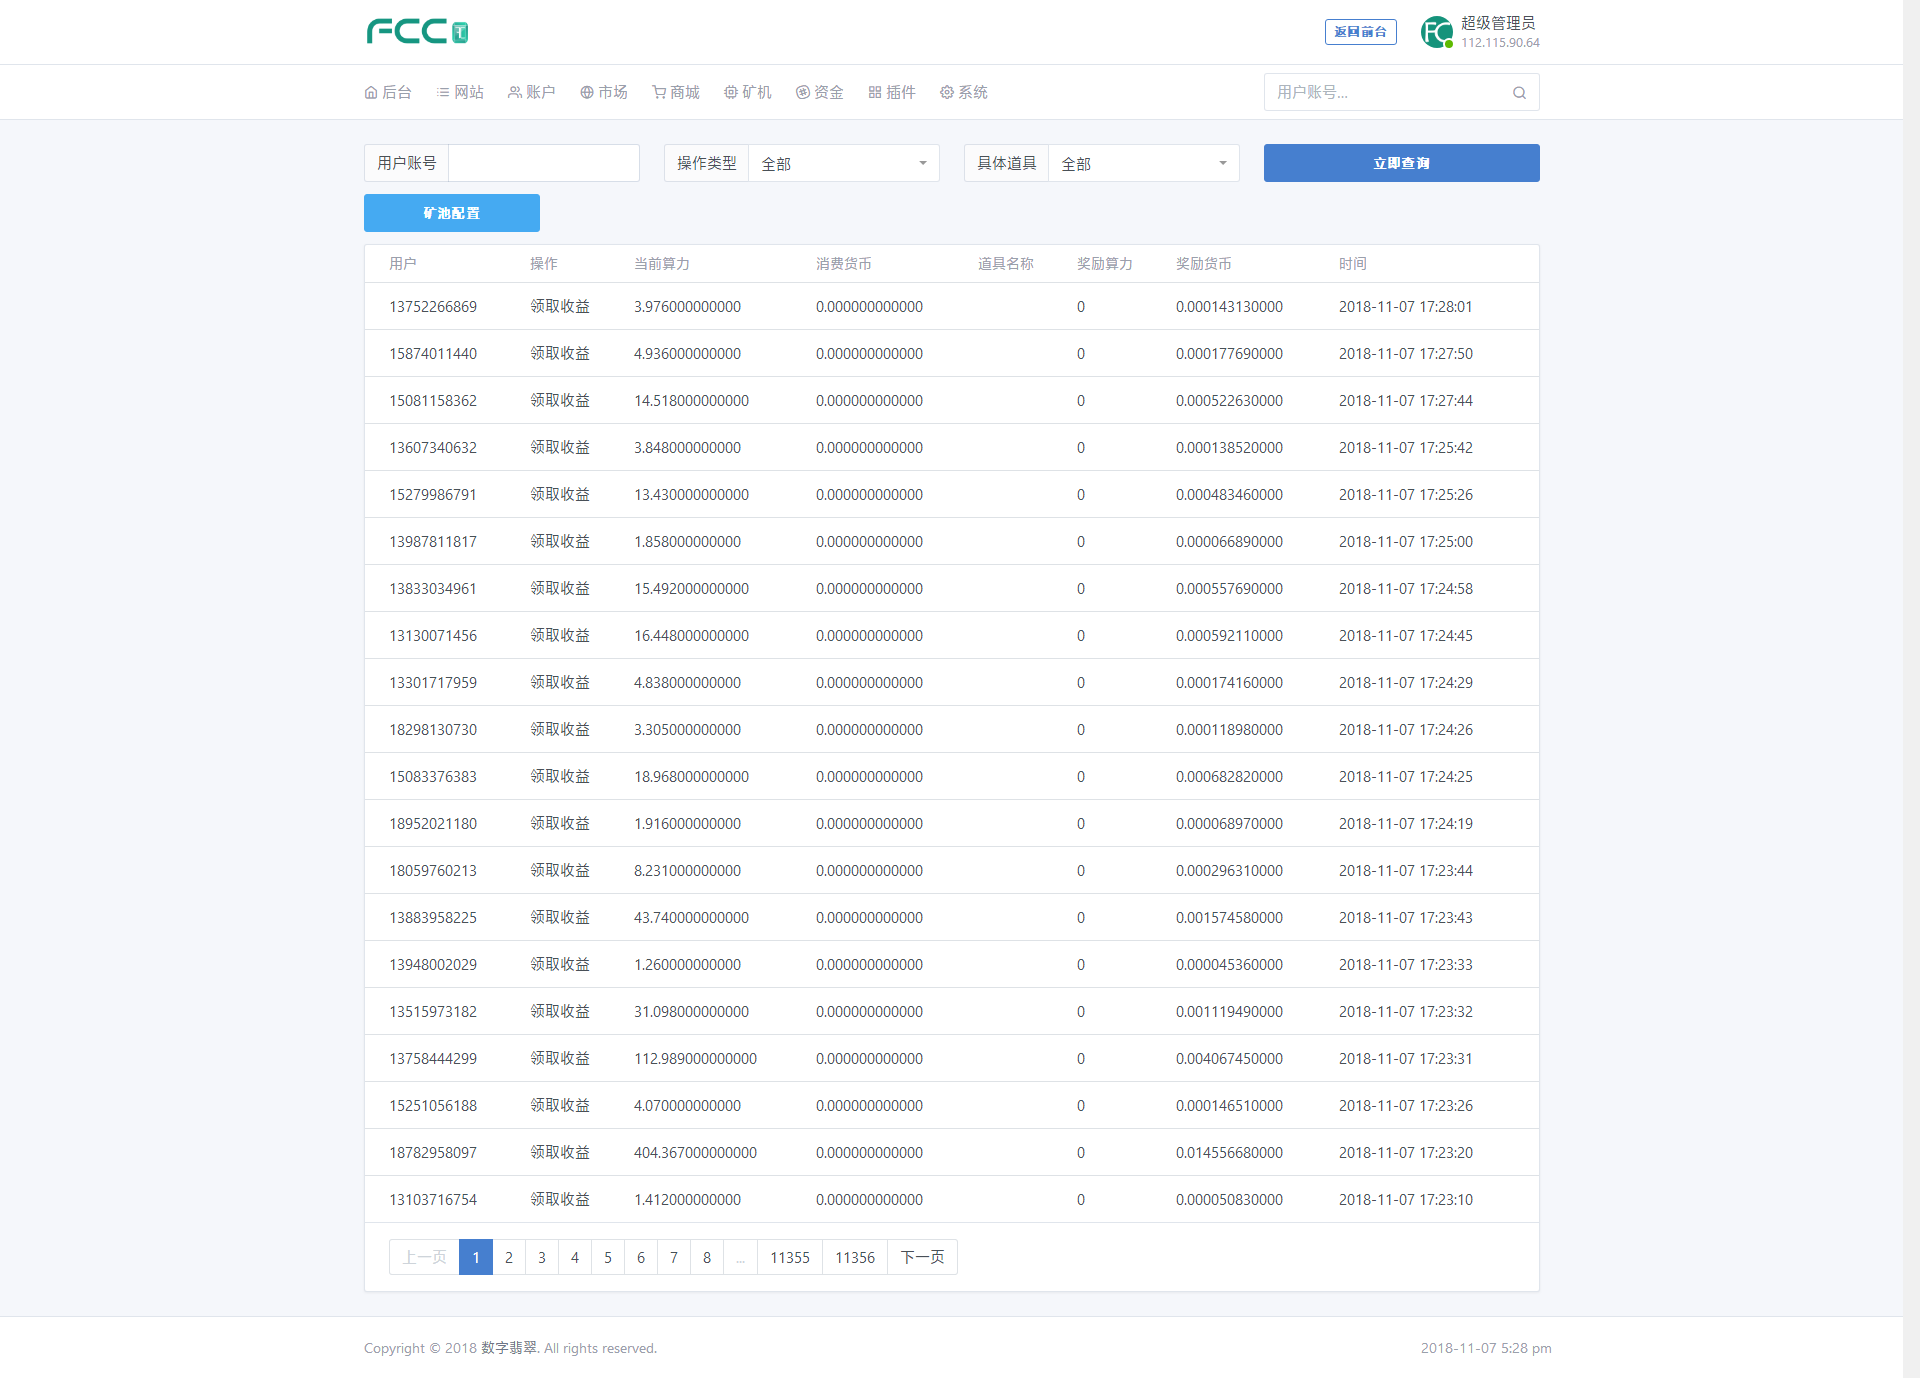 FCC
返回前台
FC
超级管理员
112.115.90.64
后台 网站 账户 市场 商城 矿机 资金 插件 系统
用户账号...
用户账号
操作类型 全部
具体道具 全部
立即查询
矿池配置
用户 操作 当前算力 消费货币 道具名称 奖励算力 奖励货币 时间
13752266869 领取收益 3.976000000000 0.000000000000 0 0.000143130000 2018-11-07 17:28:01
15874011440 领取收益 4.936000000000 0.000000000000 0 0.000177690000 2018-11-07 17:27:50
15081158362 领取收益 14.518000000000 0.000000000000 0 0.000522630000 2018-11-07 17:27:44
13607340632 领取收益 3.848000000000 0.000000000000 0 0.000138520000 2018-11-07 17:25:42
15279986791 领取收益 13.430000000000 0.000000000000 0 0.000483460000 2018-11-07 17:25:26
13987811817 领取收益 1.858000000000 0.000000000000 0 0.000066890000 2018-11-07 17:25:00
13833034961 领取收益 15.492000000000 0.000000000000 0 0.000557690000 2018-11-07 17:24:58
13130071456 领取收益 16.448000000000 0.000000000000 0 0.000592110000 2018-11-07 17:24:45
13301717959 领取收益 4.838000000000 0.000000000000 0 0.000174160000 2018-11-07 17:24:29
18298130730 领取收益 3.305000000000 0.000000000000 0 0.000118980000 2018-11-07 17:24:26
15083376383 领取收益 18.968000000000 0.000000000000 0 0.000682820000 2018-11-07 17:24:25
18952021180 领取收益 1.916000000000 0.000000000000 0 0.000068970000 2018-11-07 17:24:19
18059760213 领取收益 8.231000000000 0.000000000000 0 0.000296310000 2018-11-07 17:23:44
13883958225 领取收益 43.740000000000 0.000000000000 0 0.001574580000 2018-11-07 17:23:43
13948002029 领取收益 1.260000000000 0.000000000000 0 0.000045360000 2018-11-07 17:23:33
13515973182 领取收益 31.098000000000 0.000000000000 0 0.001119490000 2018-11-07 17:23:32
13758444299 领取收益 112.989000000000 0.000000000000 0 0.004067450000 2018-11-07 17:23:31
15251056188 领取收益 4.070000000000 0.000000000000 0 0.000146510000 2018-11-07 17:23:26
18782958097 领取收益 404.367000000000 0.000000000000 0 0.014556680000 2018-11-07 17:23:20
13103716754 领取收益 1.412000000000 0.000000000000 0 0.000050830000 2018-11-07 17:23:10
上一页 1 2 3 4 5 6 7 8 ... 11355 11356 下一页
Copyright © 2018 数字翡翠. All rights reserved.
2018-11-07 5:28 pm